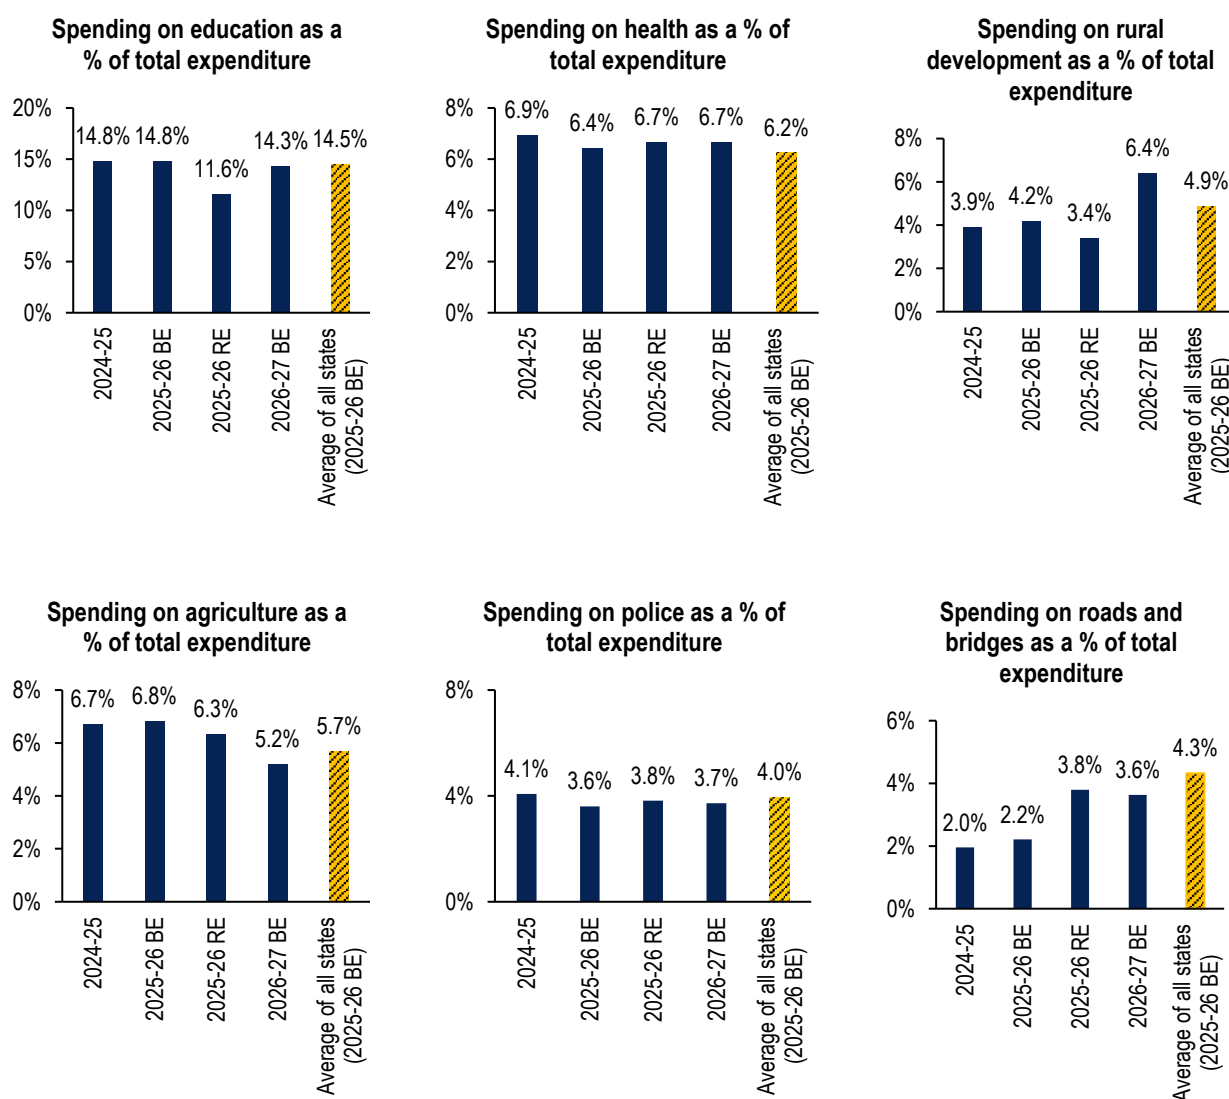 Spending on education as a
% of total expenditure
20%
15%
10%
5%
0%
14.8%
14.8%
11.6%
14.3%
14.5%
2024-25
2025-26 BE
2025-26 RE
2026-27 BE
Average of all states
(2025-26 BE)
Spending on health as a % of
total expenditure
8%
6%
4%
2%
0%
6.9%
6.4%
6.7%
6.7%
6.2%
2024-25
2025-26 BE
2025-26 RE
2026-27 BE
Average of all states
(2025-26 BE)
Spending on rural
development as a % of total
expenditure
8%
6%
4%
2%
0%
3.9%
4.2%
3.4%
6.4%
4.9%
2024-25
2025-26 BE
2025-26 RE
2026-27 BE
Average of all states
(2025-26 BE)
Spending on agriculture as a
% of total expenditure
8%
6%
4%
2%
0%
6.7%
6.8%
6.3%
5.2%
5.7%
2024-25
2025-26 BE
2025-26 RE
2026-27 BE
Average of all states
(2025-26 BE)
Spending on police as a % of
total expenditure
8%
4%
0%
4.1%
3.6%
3.8%
3.7%
4.0%
2024-25
2025-26 BE
2025-26 RE
2026-27 BE
Average of all states
(2025-26 BE)
Spending on roads and
bridges as a % of total
expenditure
6%
4%
2%
0%
2.0%
2.2%
3.8%
3.6%
4.3%
2024-25
2025-26 BE
2025-26 RE
2026-27 BE
Average of all states
(2025-26 BE)